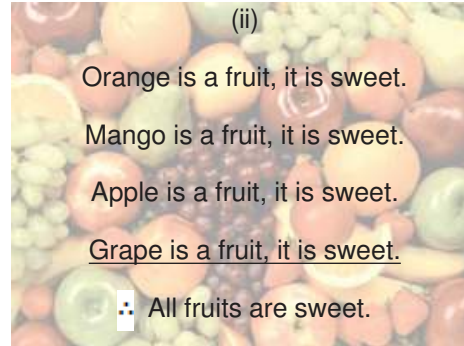 (ii)
Orange is a fruit, it is sweet.
Mango is a fruit, it is sweet.
Apple is a fruit, it is sweet.
Grape is a fruit, it is sweet.
∴ All fruits are sweet.